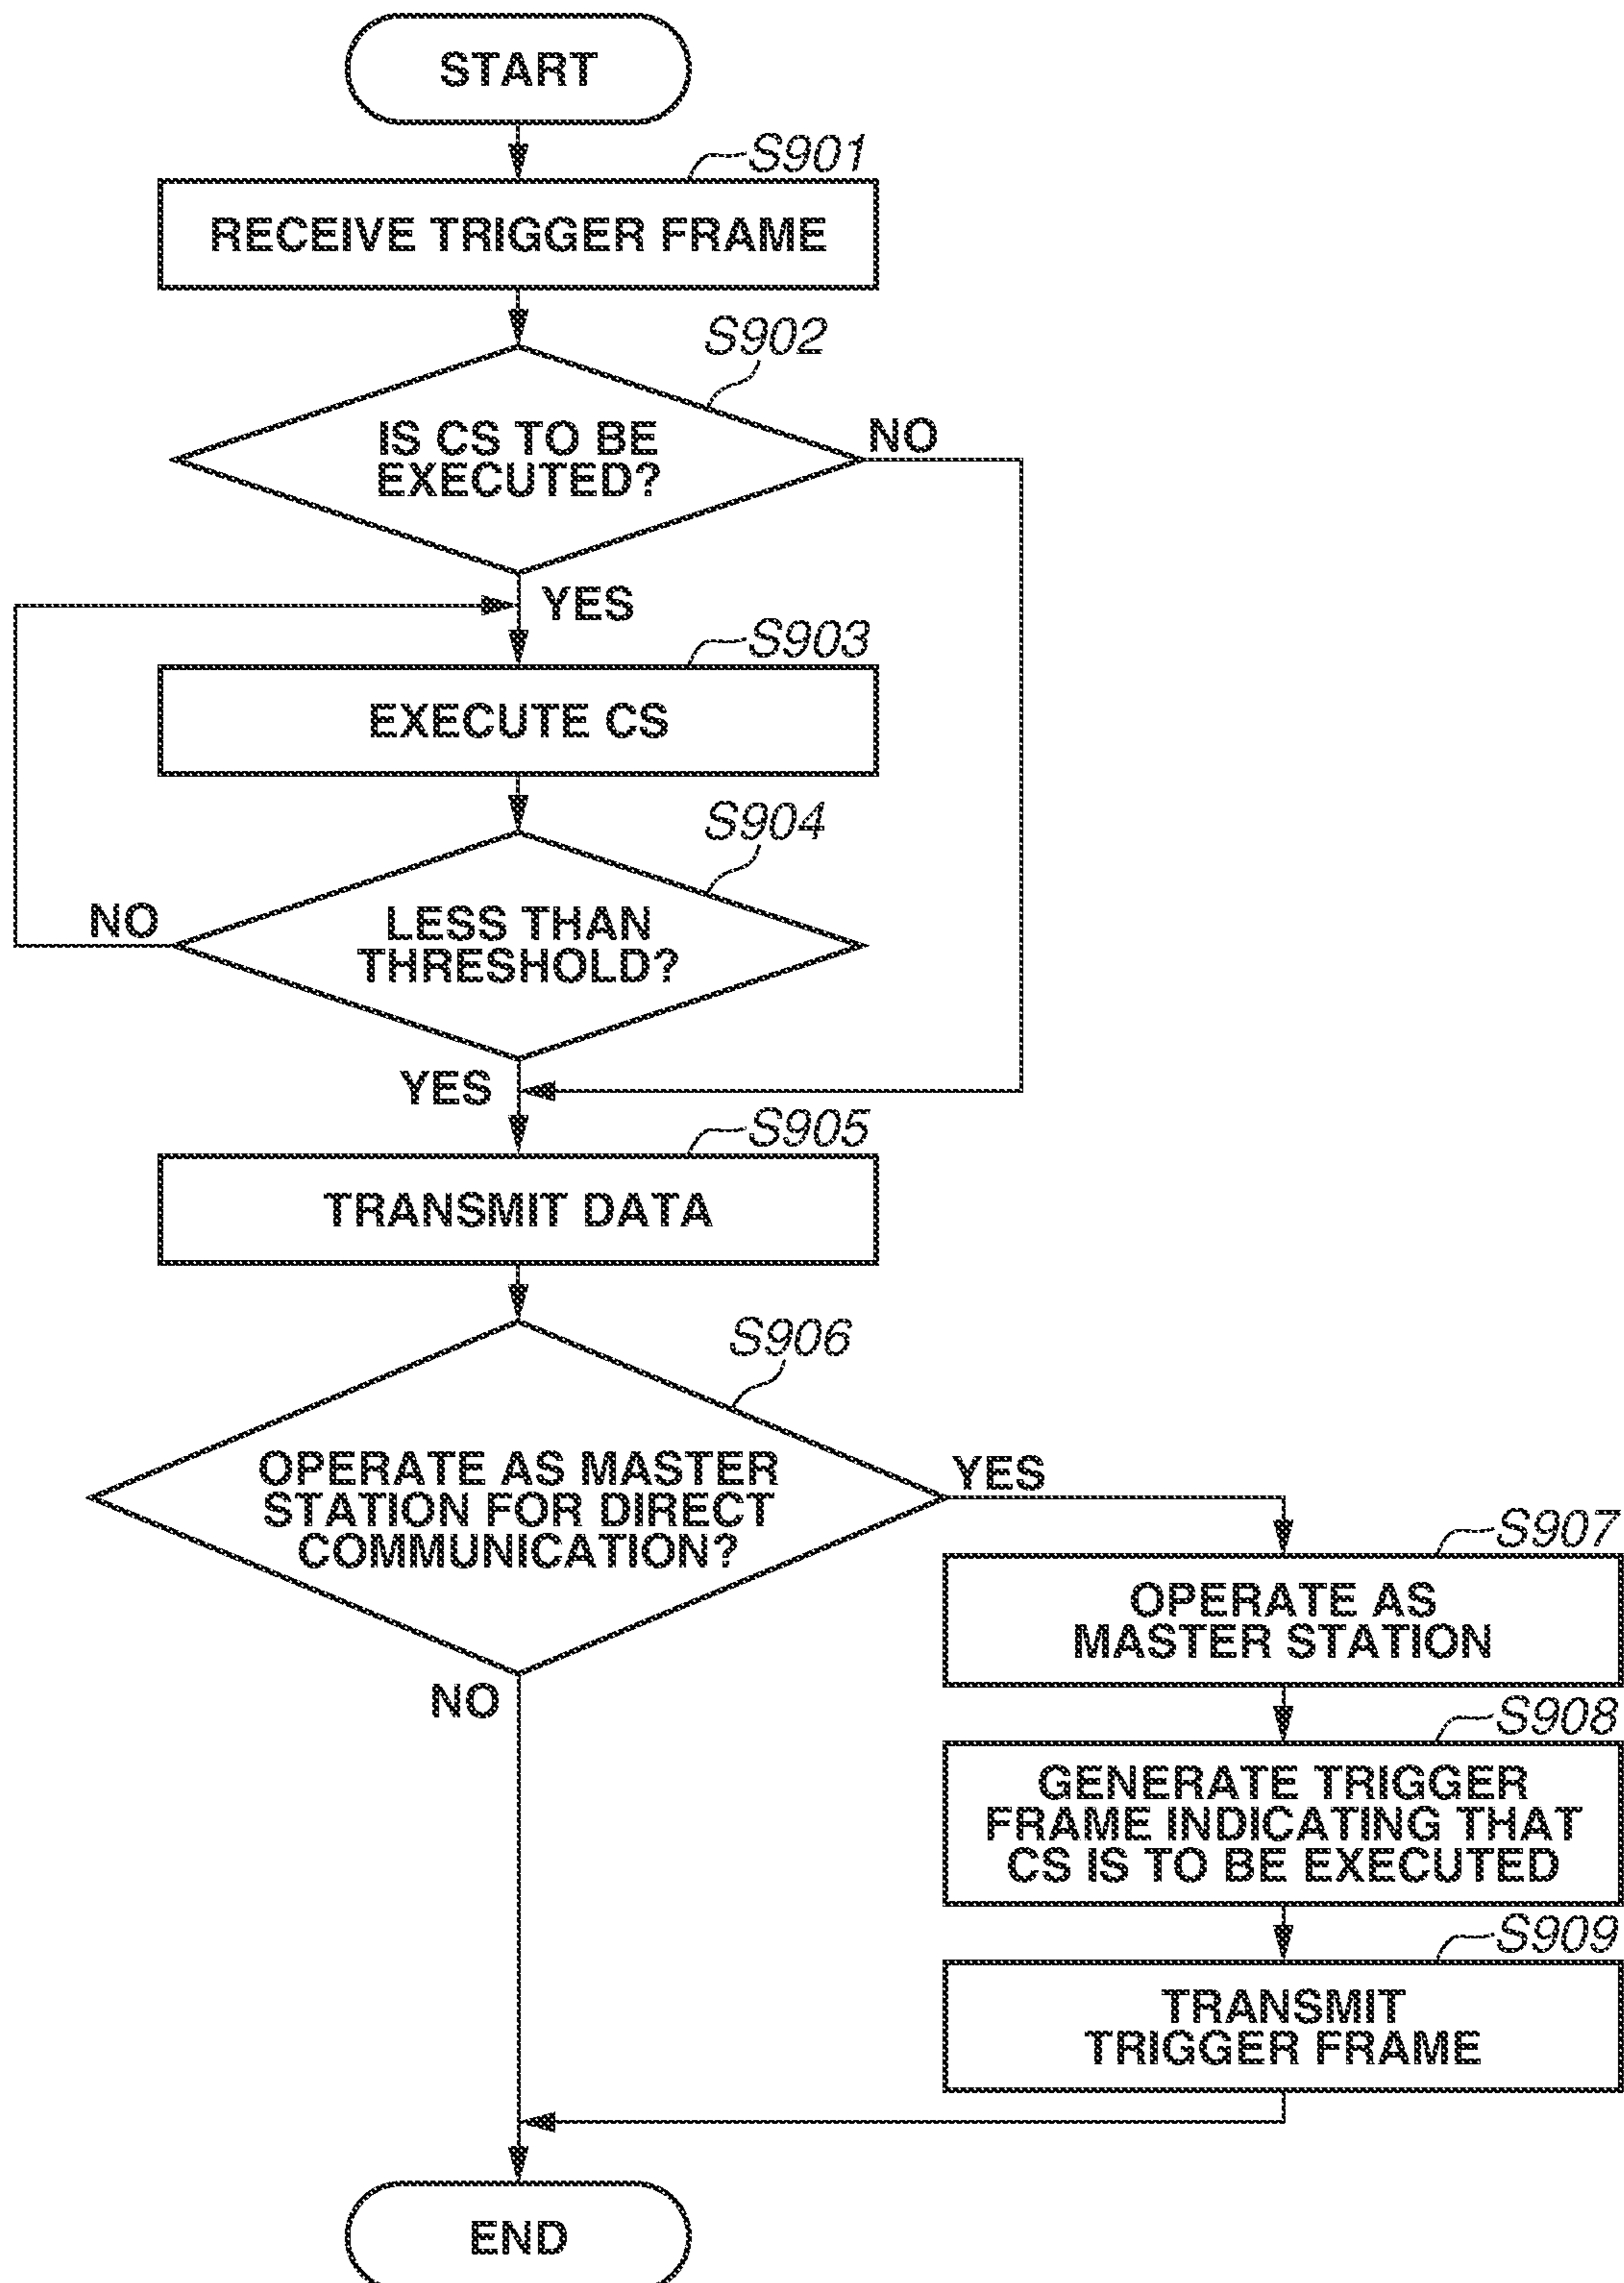 START
S901
RECEIVE TRIGGER FRAME
S902
IS CS TO BE
EXECUTED?
NO
YES
S903
EXECUTE CS
S904
LESS THAN
THRESHOLD?
NO
YES
S905
TRANSMIT DATA
S906
OPERATE AS MASTER
STATION FOR DIRECT
COMMUNICATION?
YES
NO
S907
OPERATE AS
MASTER STATION
S908
GENERATE TRIGGER
FRAME INDICATING THAT
CS IS TO BE EXECUTED
S909
TRANSMIT
TRIGGER FRAME
END